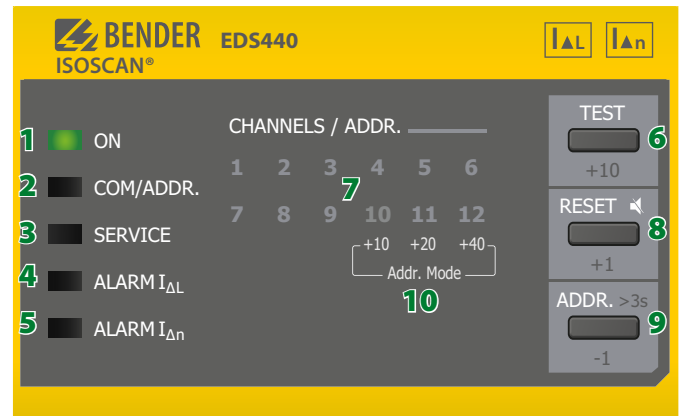 BENDER EDS440
ISOSCAN®
I▲L I▲n
1 ON
2 COM/ADDR.
3 SERVICE
4 ALARM IΔL
5 ALARM IΔn
CHANNELS / ADDR.
1 2 3 4 5 6
7
7 8 9 10 11 12
+10 +20 +40
Addr. Mode
10
TEST
6
+10
RESET
8
+1
ADDR. >3s
9
-1